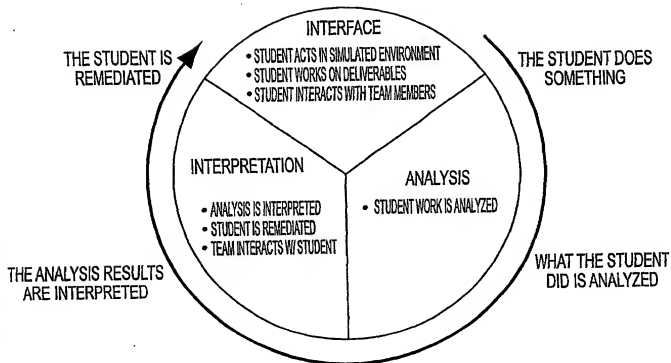 INTERFACE
• STUDENT ACTS IN SIMULATED ENVIRONMENT
• STUDENT WORKS ON DELIVERABLES
• STUDENT INTERACTS WITH TEAM MEMBERS
THE STUDENT IS
REMEDIATED
THE STUDENT DOES
SOMETHING
INTERPRETATION
• ANALYSIS IS INTERPRETED
• STUDENT IS REMEDIATED
• TEAM INTERACTS W/ STUDENT
ANALYSIS
• STUDENT WORK IS ANALYZED
THE ANALYSIS RESULTS
ARE INTERPRETED
WHAT THE STUDENT
DID IS ANALYZED